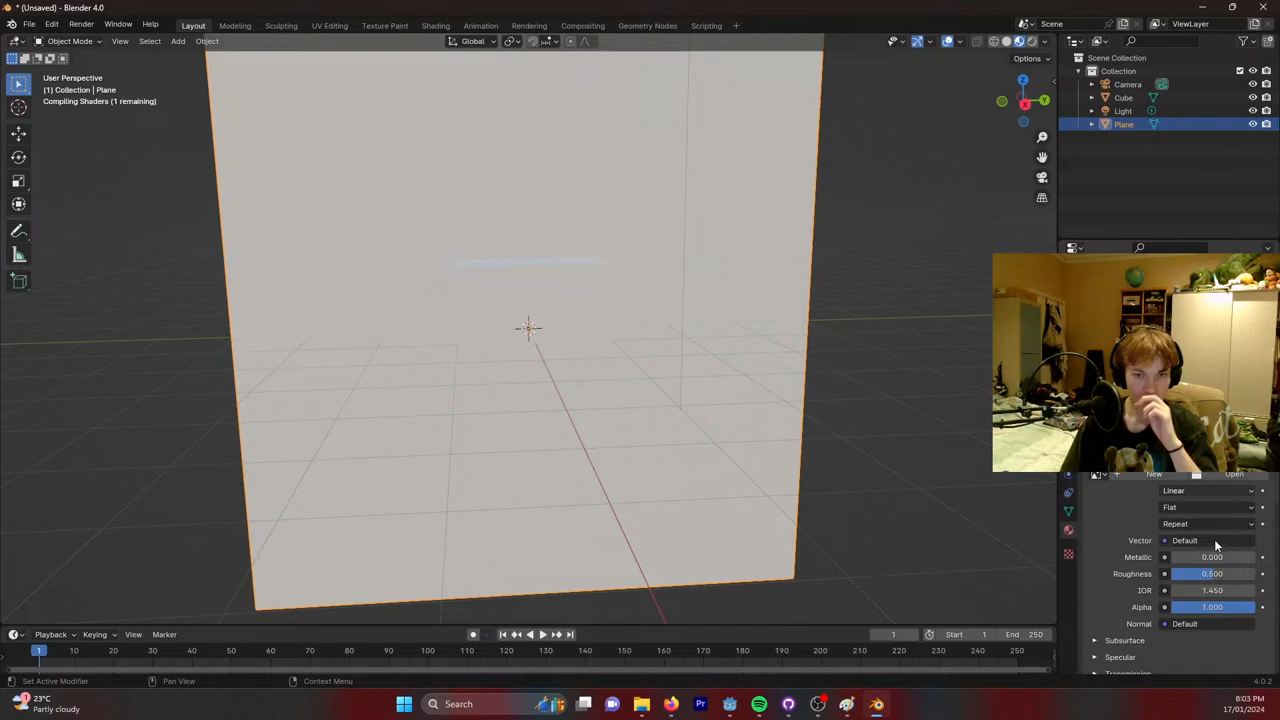 * (Unsaved) - Blender 4.0
File Edit Render Window Help Layout Modeling Sculpting UV Editing Texture Paint Shading Animation Rendering Compositing Geometry Nodes Scripting + Scene ViewLayer
Object Mode View Select Add Object Global
Options
User Perspective
(1) Collection | Plane
Compiling Shaders (1 remaining)
Z
Y
X
Scene Collection
Collection
Camera
Cube
Light
Plane
New Open
Linear
Flat
Repeat
Vector Default
Metallic 0.000
Roughness 0.500
IOR 1.450
Alpha 1.000
Normal Default
Subsurface
Specular
Playback Keying View Marker 1 Start 1 End 250
1 10 20 30 40 50 60 70 80 90 100 110 120 130 140 150 160 170 180 190 200 210 220 230 240 250
Set Active Modifier Pan View Context Menu 4.0.2
23°C
Partly cloudy
Search
Pr
8:03 PM
17/01/2024